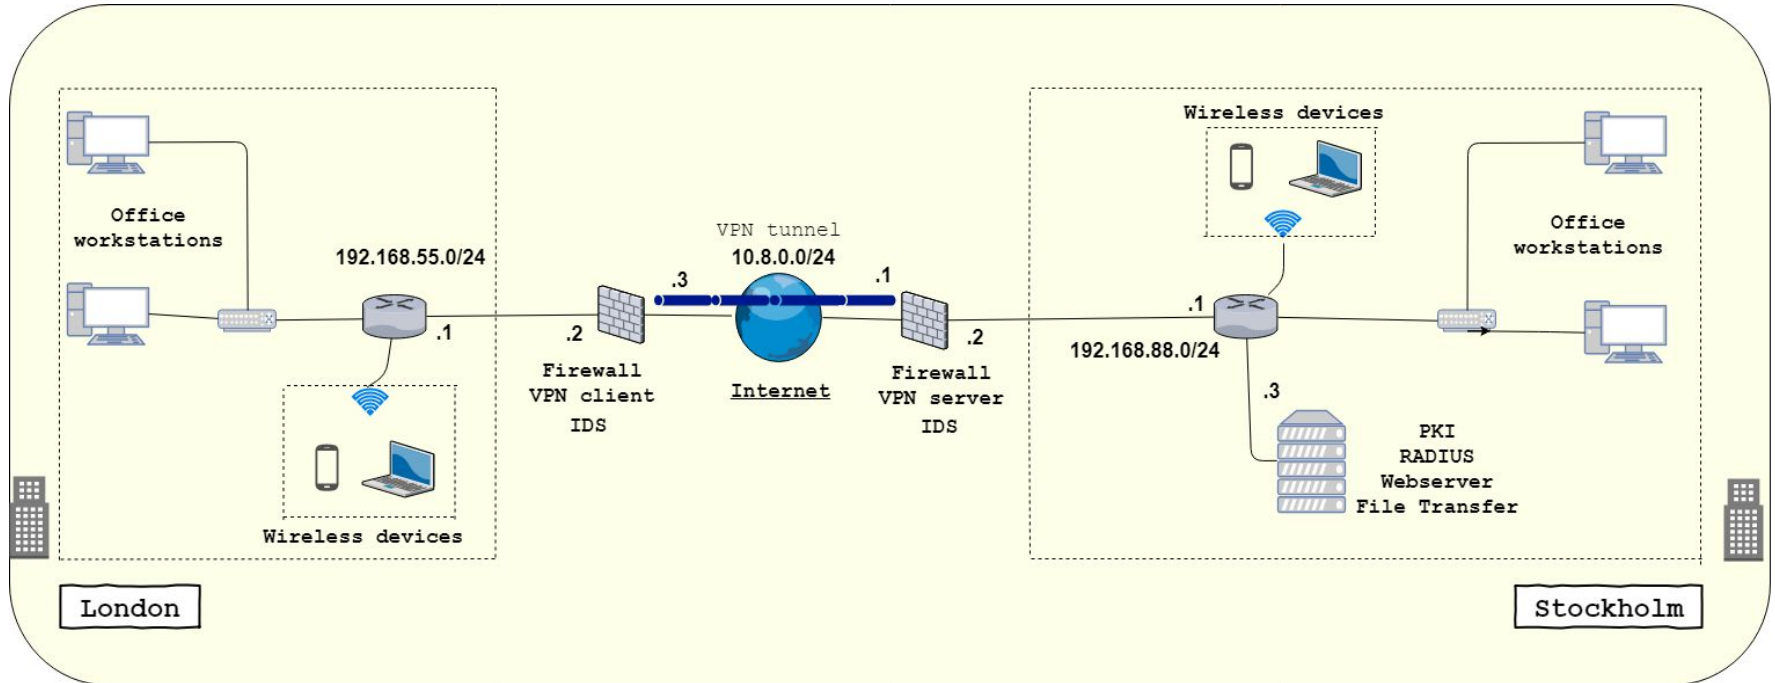 Office
workstations
192.168.55.0/24
.1
Wireless devices
London
.2
Firewall
VPN client
IDS
VPN tunnel
10.8.0.0/24
.3
.1
Internet
.2
Firewall
VPN server
IDS
Wireless devices
.1
192.168.88.0/24
.3
PKI
RADIUS
Webserver
File Transfer
Office
workstations
Stockholm